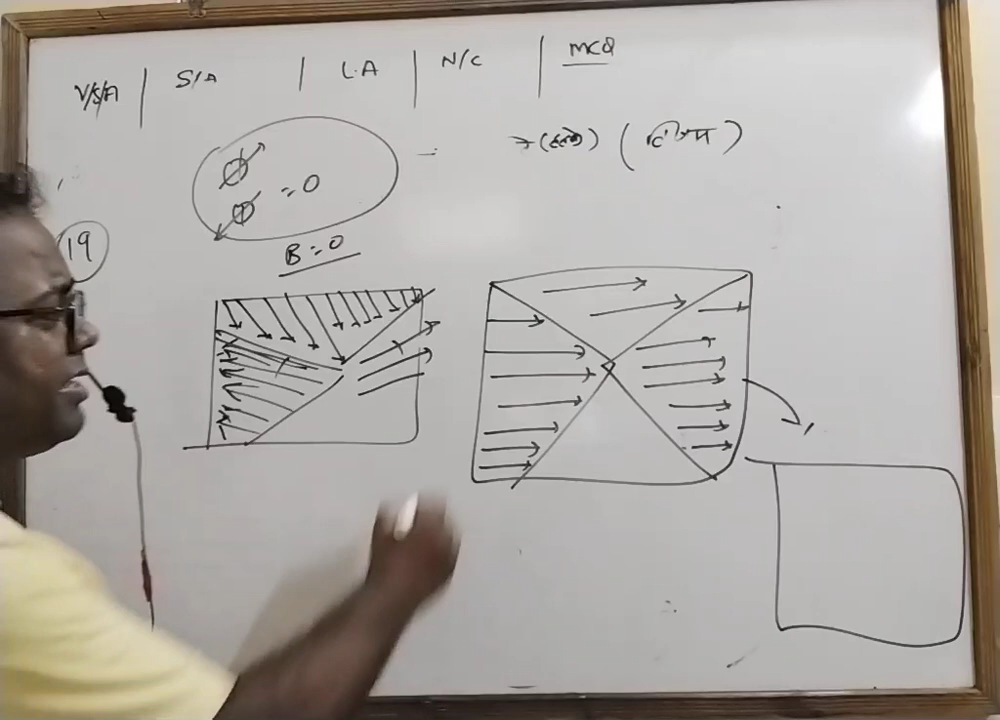 V/S/A | S/A | L.A | N/C | MCQ
= 0
B = 0
19